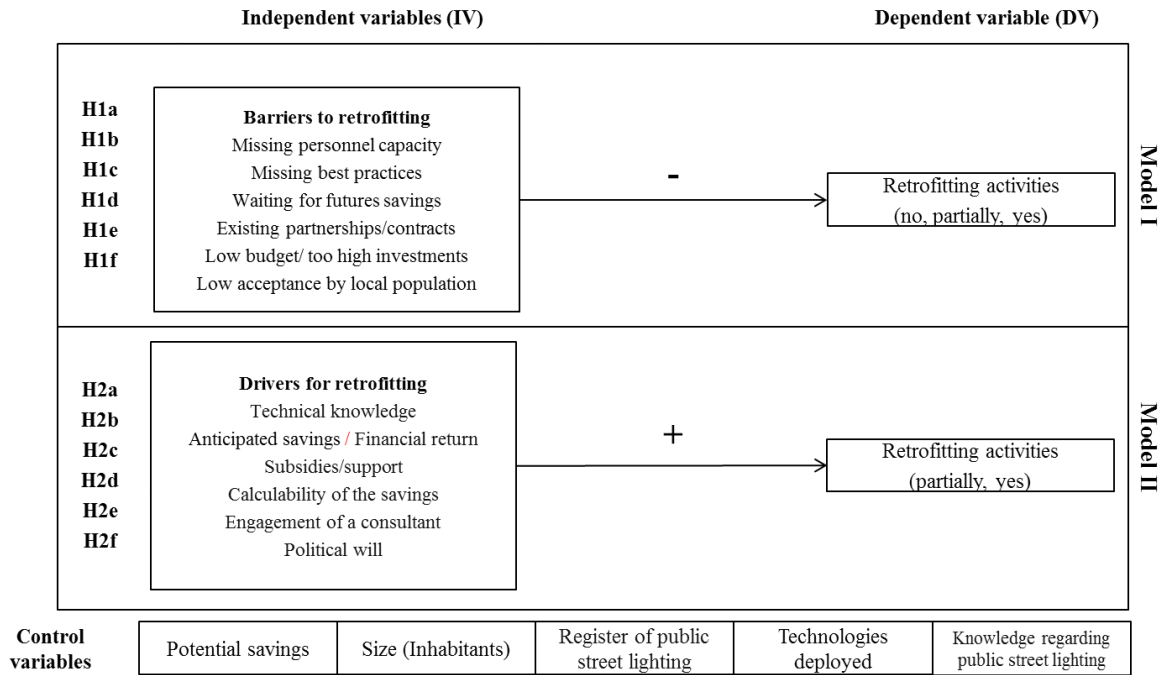 Independent variables (IV)
Dependent variable (DV)
H1a
H1b
H1c
H1d
H1e
H1f
Barriers to retrofitting
Missing personnel capacity
Missing best practices
Waiting for futures savings
Existing partnerships/contracts
Low budget/ too high investments
Low acceptance by local population
-
Retrofitting activities
(no, partially, yes)
Model I
H2a
H2b
H2c
H2d
H2e
H2f
Drivers for retrofitting
Technical knowledge
Anticipated savings / Financial return
Subsidies/support
Calculability of the savings
Engagement of a consultant
Political will
+
Retrofitting activities
(partially, yes)
Model II
Control
variables
Potential savings
Size (Inhabitants)
Register of public
street lighting
Technologies
deployed
Knowledge regarding
public street lighting